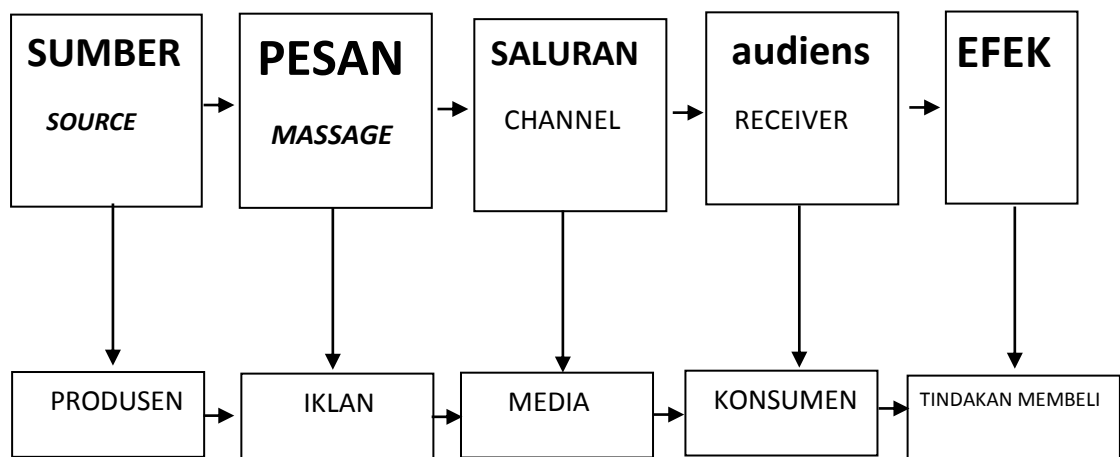 SUMBER
SOURCE
PESAN
MASSAGE
SALURAN
CHANNEL
audiens
RECEIVER
EFEK
PRODUSEN
IKLAN
MEDIA
KONSUMEN
TINDAKAN MEMBELI